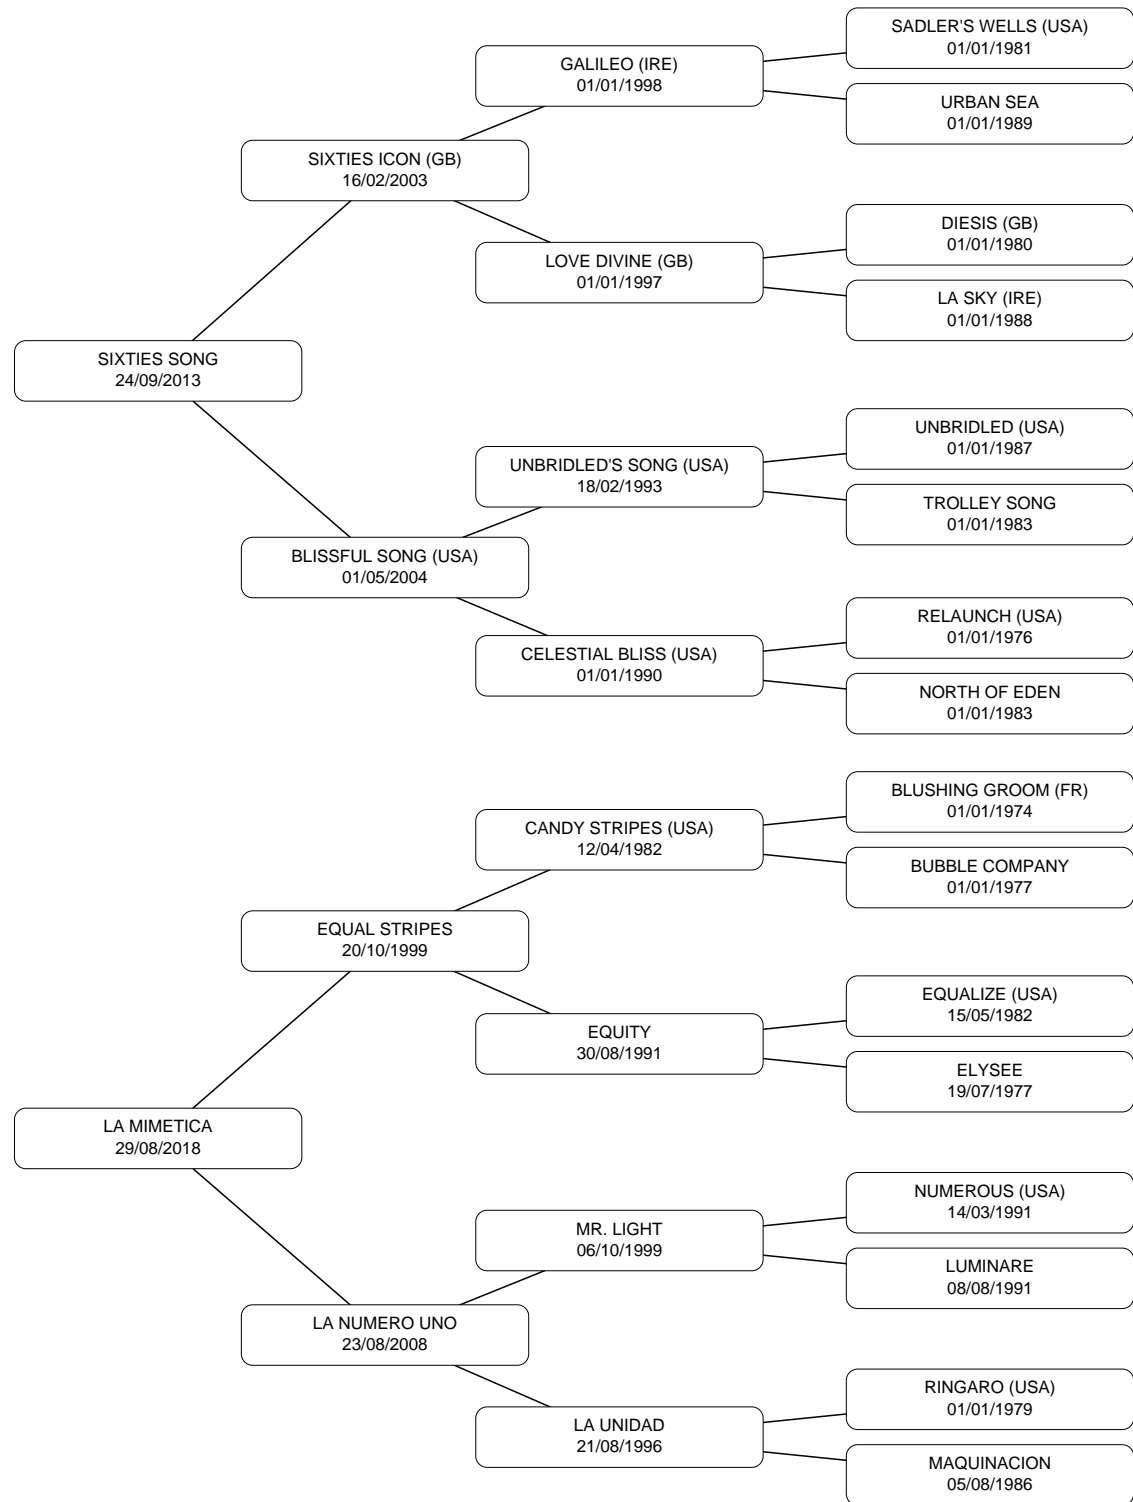 SADLER'S WELLS (USA)
01/01/1981
GALILEO (IRE)
01/01/1998
URBAN SEA
01/01/1989
SIXTIES ICON (GB)
16/02/2003
DIESIS (GB)
01/01/1980
LOVE DIVINE (GB)
01/01/1997
LA SKY (IRE)
01/01/1988
SIXTIES SONG
24/09/2013
UNBRIDLED (USA)
01/01/1987
UNBRIDLED'S SONG (USA)
18/02/1993
TROLLEY SONG
01/01/1983
BLISSFUL SONG (USA)
01/05/2004
RELAUNCH (USA)
01/01/1976
CELESTIAL BLISS (USA)
01/01/1990
NORTH OF EDEN
01/01/1983
BLUSHING GROOM (FR)
01/01/1974
CANDY STRIPES (USA)
12/04/1982
BUBBLE COMPANY
01/01/1977
EQUAL STRIPES
20/10/1999
EQUALIZE (USA)
15/05/1982
EQUITY
30/08/1991
ELYSEE
19/07/1977
LA MIMETICA
29/08/2018
NUMEROUS (USA)
14/03/1991
MR. LIGHT
06/10/1999
LUMINARE
08/08/1991
LA NUMERO UNO
23/08/2008
RINGARO (USA)
01/01/1979
LA UNIDAD
21/08/1996
MAQUINACION
05/08/1986